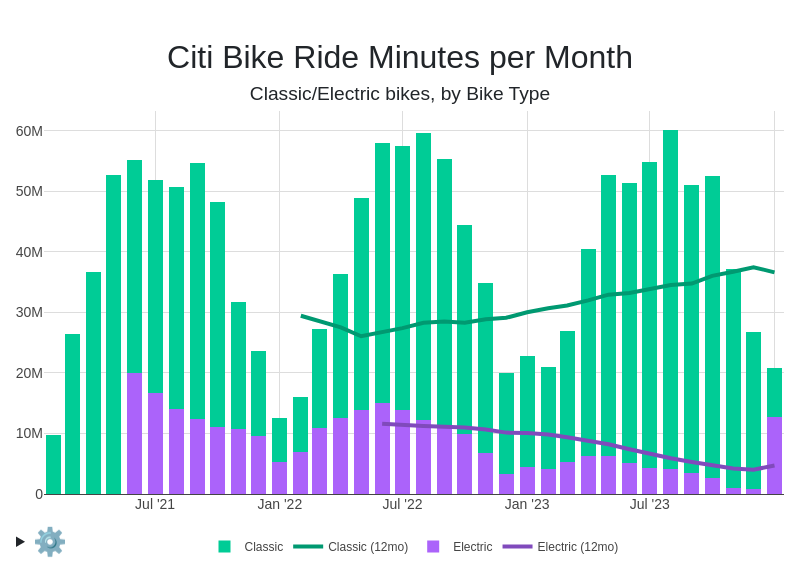 Citi Bike Ride Minutes per Month
Classic/Electric bikes, by Bike Type
60M
50M
40M
30M
20M
10M
0
Jul '21 Jan '22 Jul '22 Jan '23 Jul '23
Classic Classic (12mo) Electric Electric (12mo)